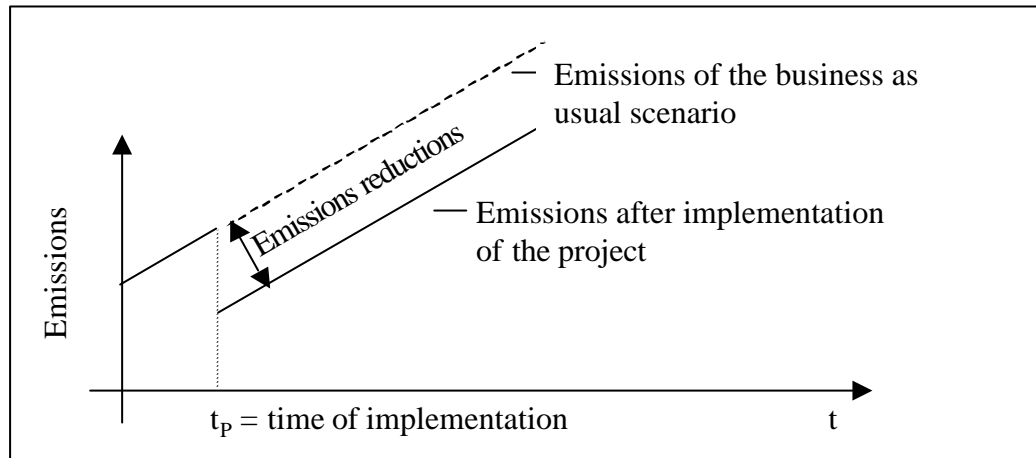 Emissions of the business as
usual scenario
Emissions reductions
Emissions after implementation
of the project
Emissions
t_P = time of implementation
t